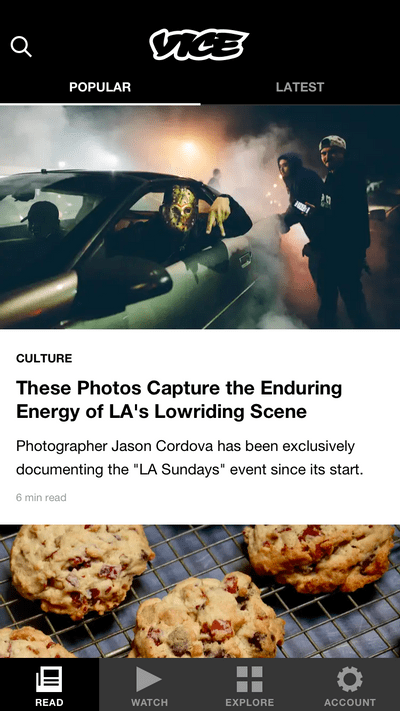 VICE
POPULAR
LATEST
CULTURE
These Photos Capture the Enduring
Energy of LA's Lowriding Scene
Photographer Jason Cordova has been exclusively
documenting the "LA Sundays" event since its start.
6 min read
READ
WATCH
EXPLORE
ACCOUNT